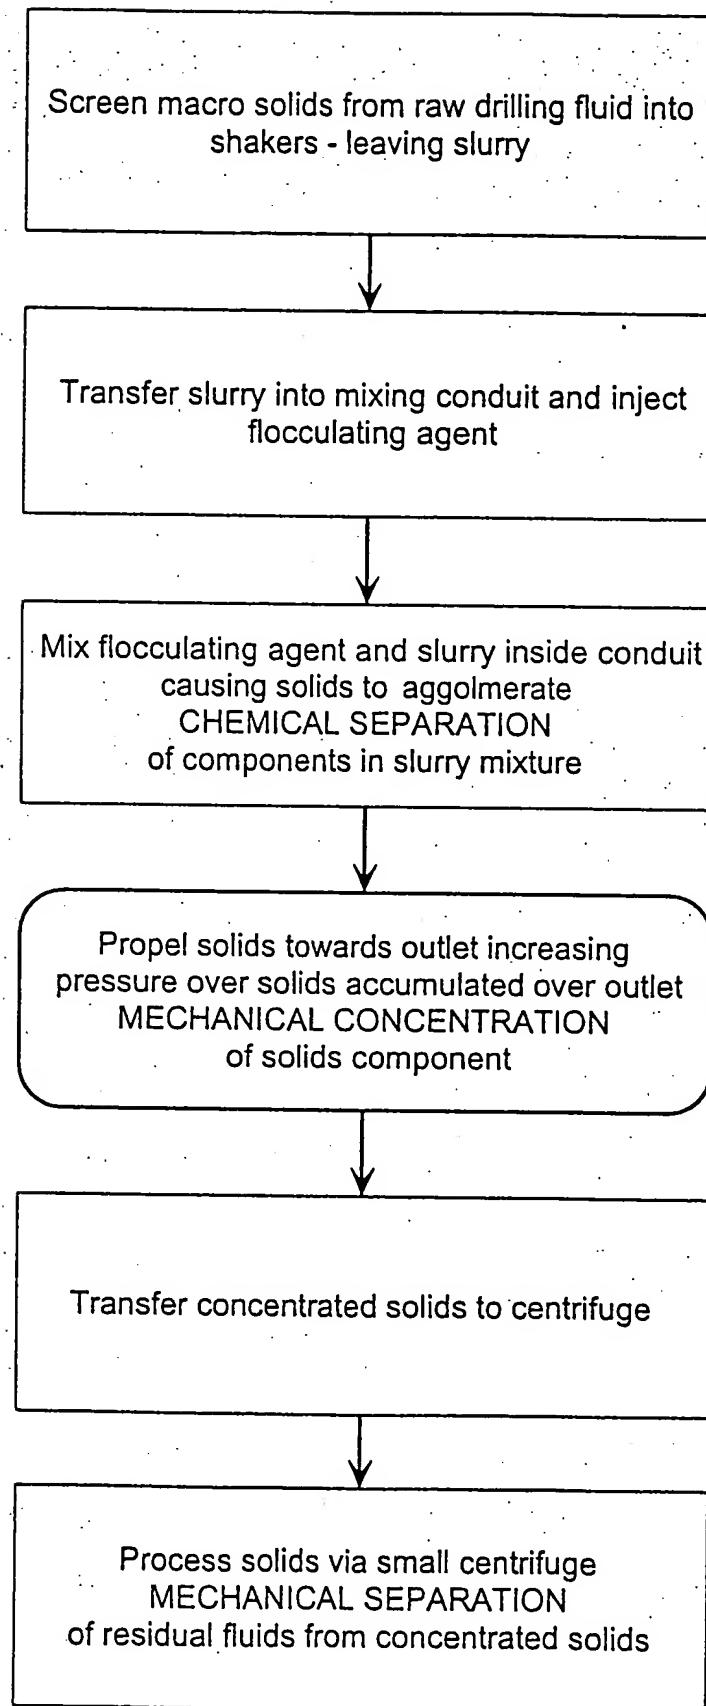 Screen macro solids from raw drilling fluid into
shakers - leaving slurry
Transfer slurry into mixing conduit and inject
flocculating agent
Mix flocculating agent and slurry inside conduit
causing solids to aggolmerate
CHEMICAL SEPARATION
of components in slurry mixture
Propel solids towards outlet increasing
pressure over solids accumulated over outlet
MECHANICAL CONCENTRATION
of solids component
Transfer concentrated solids to centrifuge
Process solids via small centrifuge
MECHANICAL SEPARATION
of residual fluids from concentrated solids